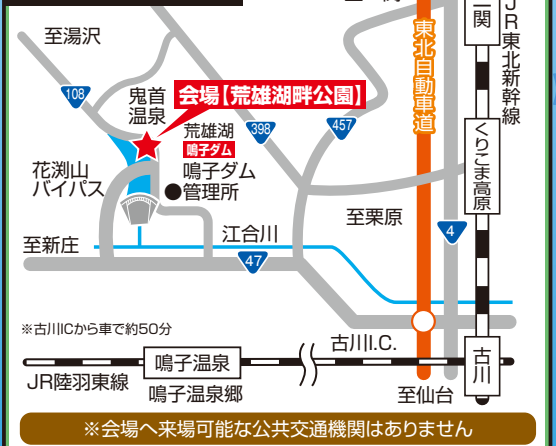 一関
JR東北新幹線
至湯沢
東北自動車道
108
鬼首
温泉
会場【荒雄湖畔公園】
荒雄湖
398
457
鳴子ダム
くりこま高原
花渕山
バイパス
鳴子ダム
管理所
至栗原
江合川
4
至新庄
47
※古川ICから車で約50分
古川I.C.
古川
鳴子温泉
JR陸羽東線
鳴子温泉郷
至仙台
※会場へ来場可能な公共交通機関はありません